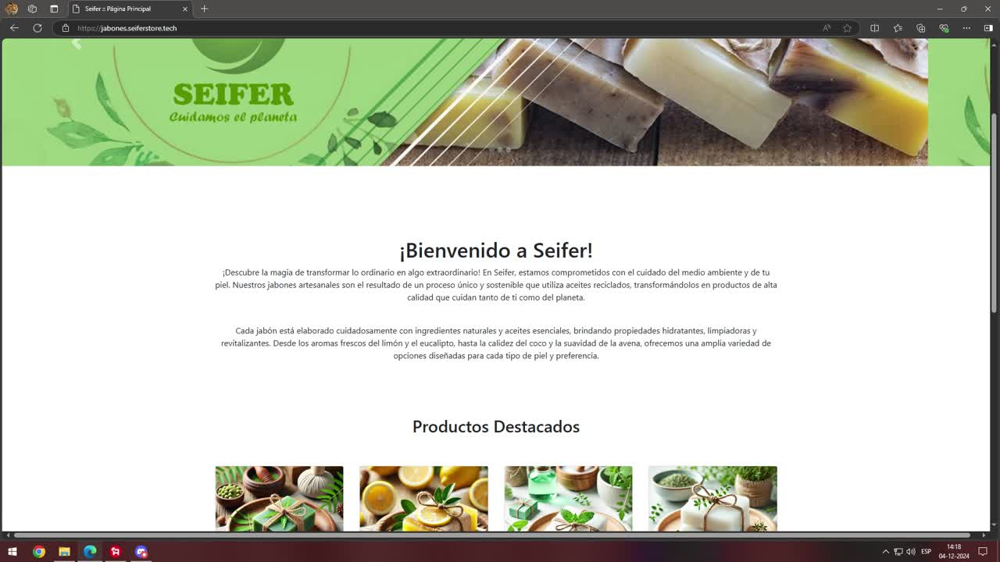 Seifer :: Página Principal
https://jabones.seiferstore.tech
SEIFER
Cuidamos el planeta
¡Bienvenido a Seifer!
¡Descubre la magia de transformar lo ordinario en algo extraordinario! En Seifer, estamos comprometidos con el cuidado del medio ambiente y de tu
piel. Nuestros jabones artesanales son el resultado de un proceso único y sostenible que utiliza aceites reciclados, transformándolos en productos de alta
calidad que cuidan tanto de ti como del planeta.
Cada jabón está elaborado cuidadosamente con ingredientes naturales y aceites esenciales, brindando propiedades hidratantes, limpiadoras y
revitalizantes. Desde los aromas frescos del limón y el eucalipto, hasta la calidez del coco y la suavidad de la avena, ofrecemos una amplia variedad de
opciones diseñadas para cada tipo de piel y preferencia.
Productos Destacados
ESP
14:18
04-12-2024